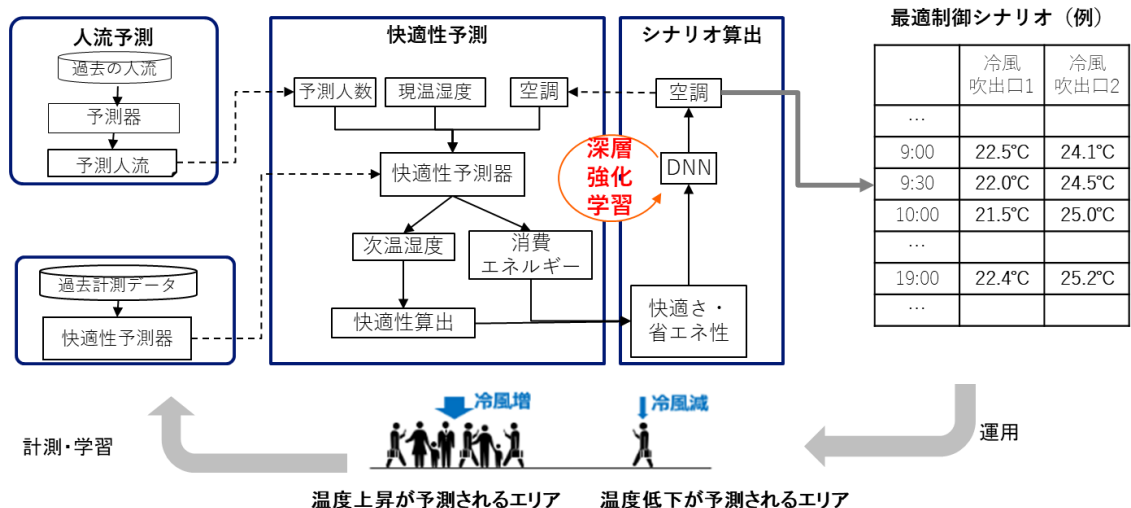 人流予測
過去の人流
予測器
予測人流
過去計測データ
快適性予測器
快適性予測
予測人数
現温湿度
空調
快適性予測器
次温湿度
消費
エネルギー
快適性算出
深層
強化
学習
シナリオ算出
空調
DNN
快適さ・
省エネ性
最適制御シナリオ（例）
冷風 冷風
吹出口1 吹出口2
…
9:00 22.5℃ 24.1℃
9:30 22.0℃ 24.5℃
10:00 21.5℃ 25.0℃
…
19:00 22.4℃ 25.2℃
…
計測・学習
冷風増
冷風減
運用
温度上昇が予測されるエリア
温度低下が予測されるエリア